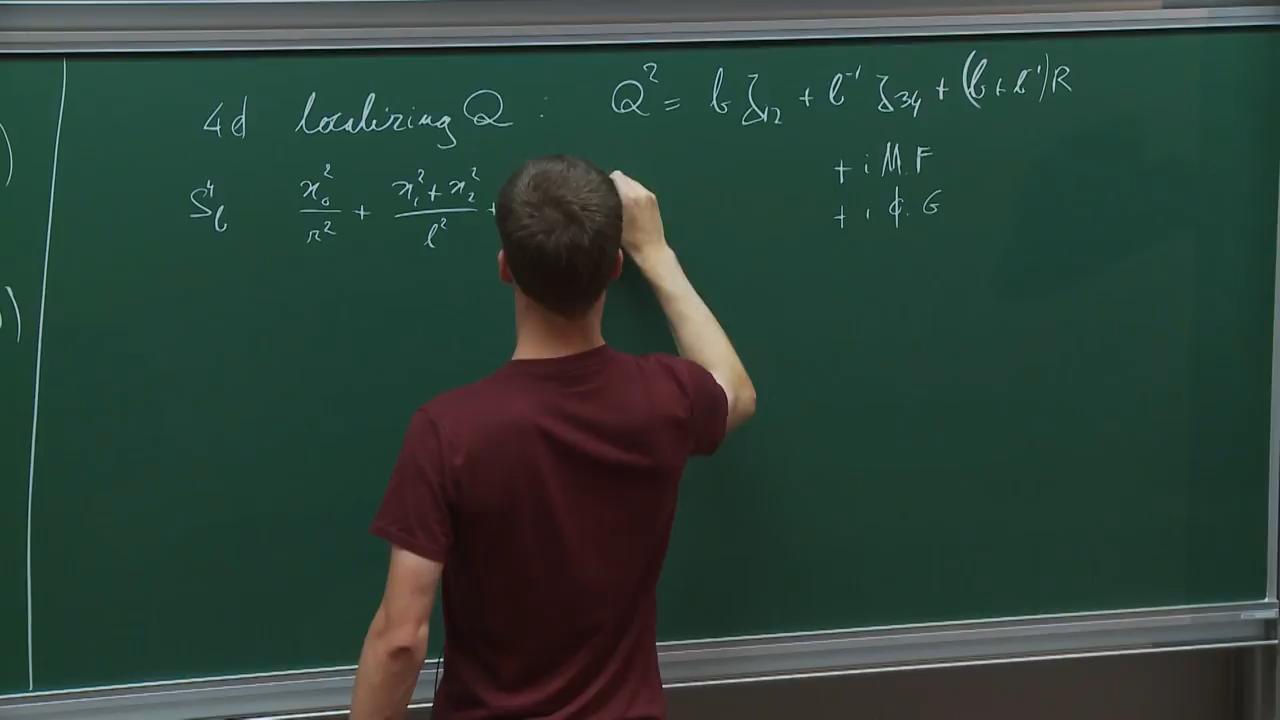 4d localizing Q : Q² = b J₁₂ + b⁻¹ J₃₄ + (b+b⁻¹)R
+ i M.F
+ i ϕ. G
S⁴_b x₀²/r² + (x₁²+x₂²)/ℓ² +
)
)